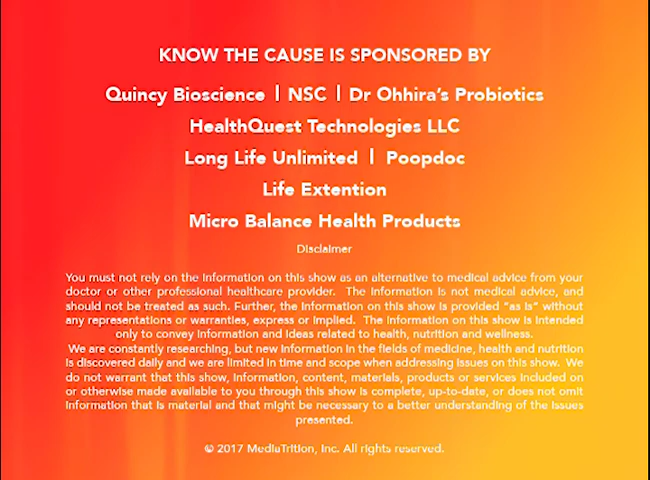 KNOW THE CAUSE IS SPONSORED BY
Quincy Bioscience | NSC | Dr Ohhira's Probiotics
HealthQuest Technologies LLC
Long Life Unlimited | Poopdoc
Life Extention
Micro Balance Health Products
Disclaimer
You must not rely on the information on this show as an alternative to medical advice from your
doctor or other professional healthcare provider. The information is not medical advice, and
should not be treated as such. Further, the information on this show is provided "as is" without
any representations or warranties, express or implied. The information on this show is intended
only to convey information and ideas related to health, nutrition and wellness.
We are constantly researching, but new information in the fields of medicine, health and nutrition
is discovered daily and we are limited in time and scope when addressing issues on this show. We
do not warrant that this show, information, content, materials, products or services included on
or otherwise made available to you through this show is complete, up-to-date, or does not omit
information that is material and that might be necessary to a better understanding of the issues
presented.
© 2017 MediaTrition, Inc. All rights reserved.